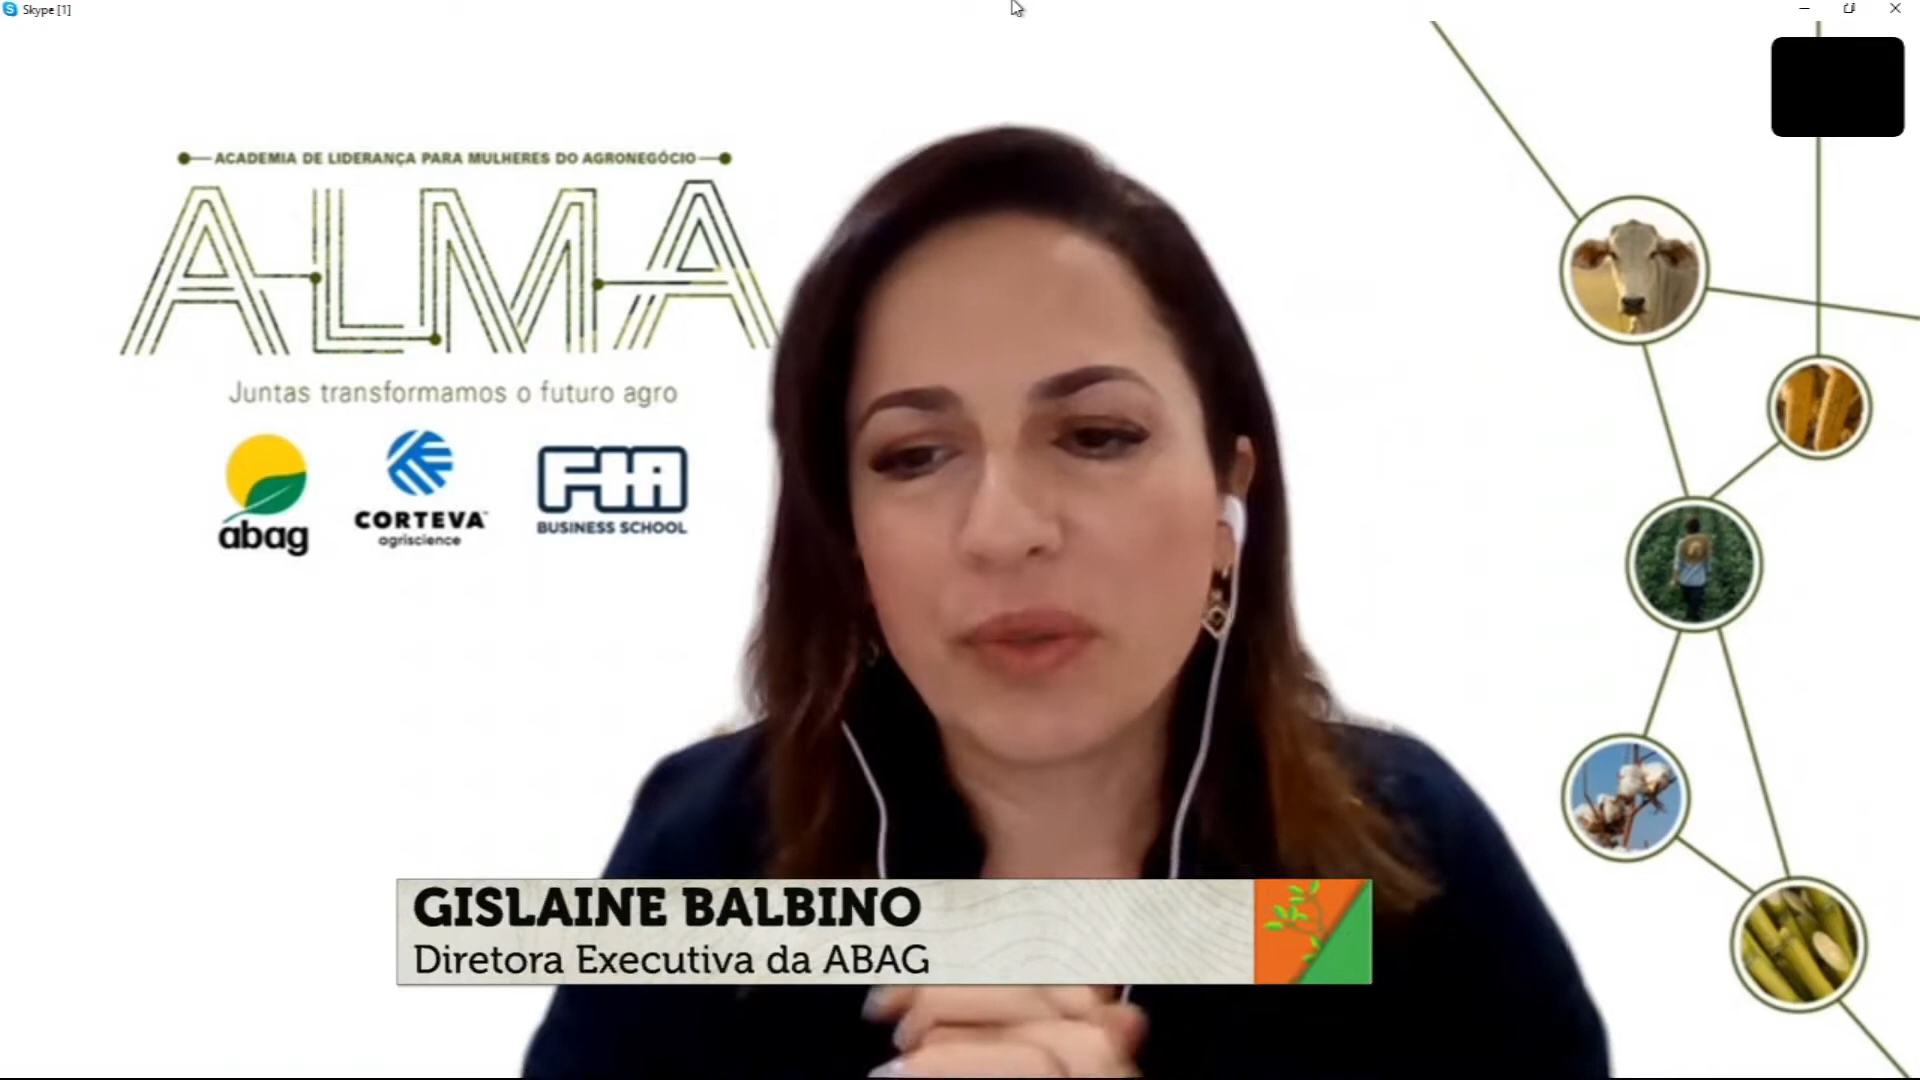 Skype [1]
ACADEMIA DE LIDERANÇA PARA MULHERES DO AGRONEGÓCIO
ALMA
Juntas transformamos o futuro agro
abag
CORTEVA™
agriscience
FIA
BUSINESS SCHOOL
GISLAINE BALBINO
Diretora Executiva da ABAG